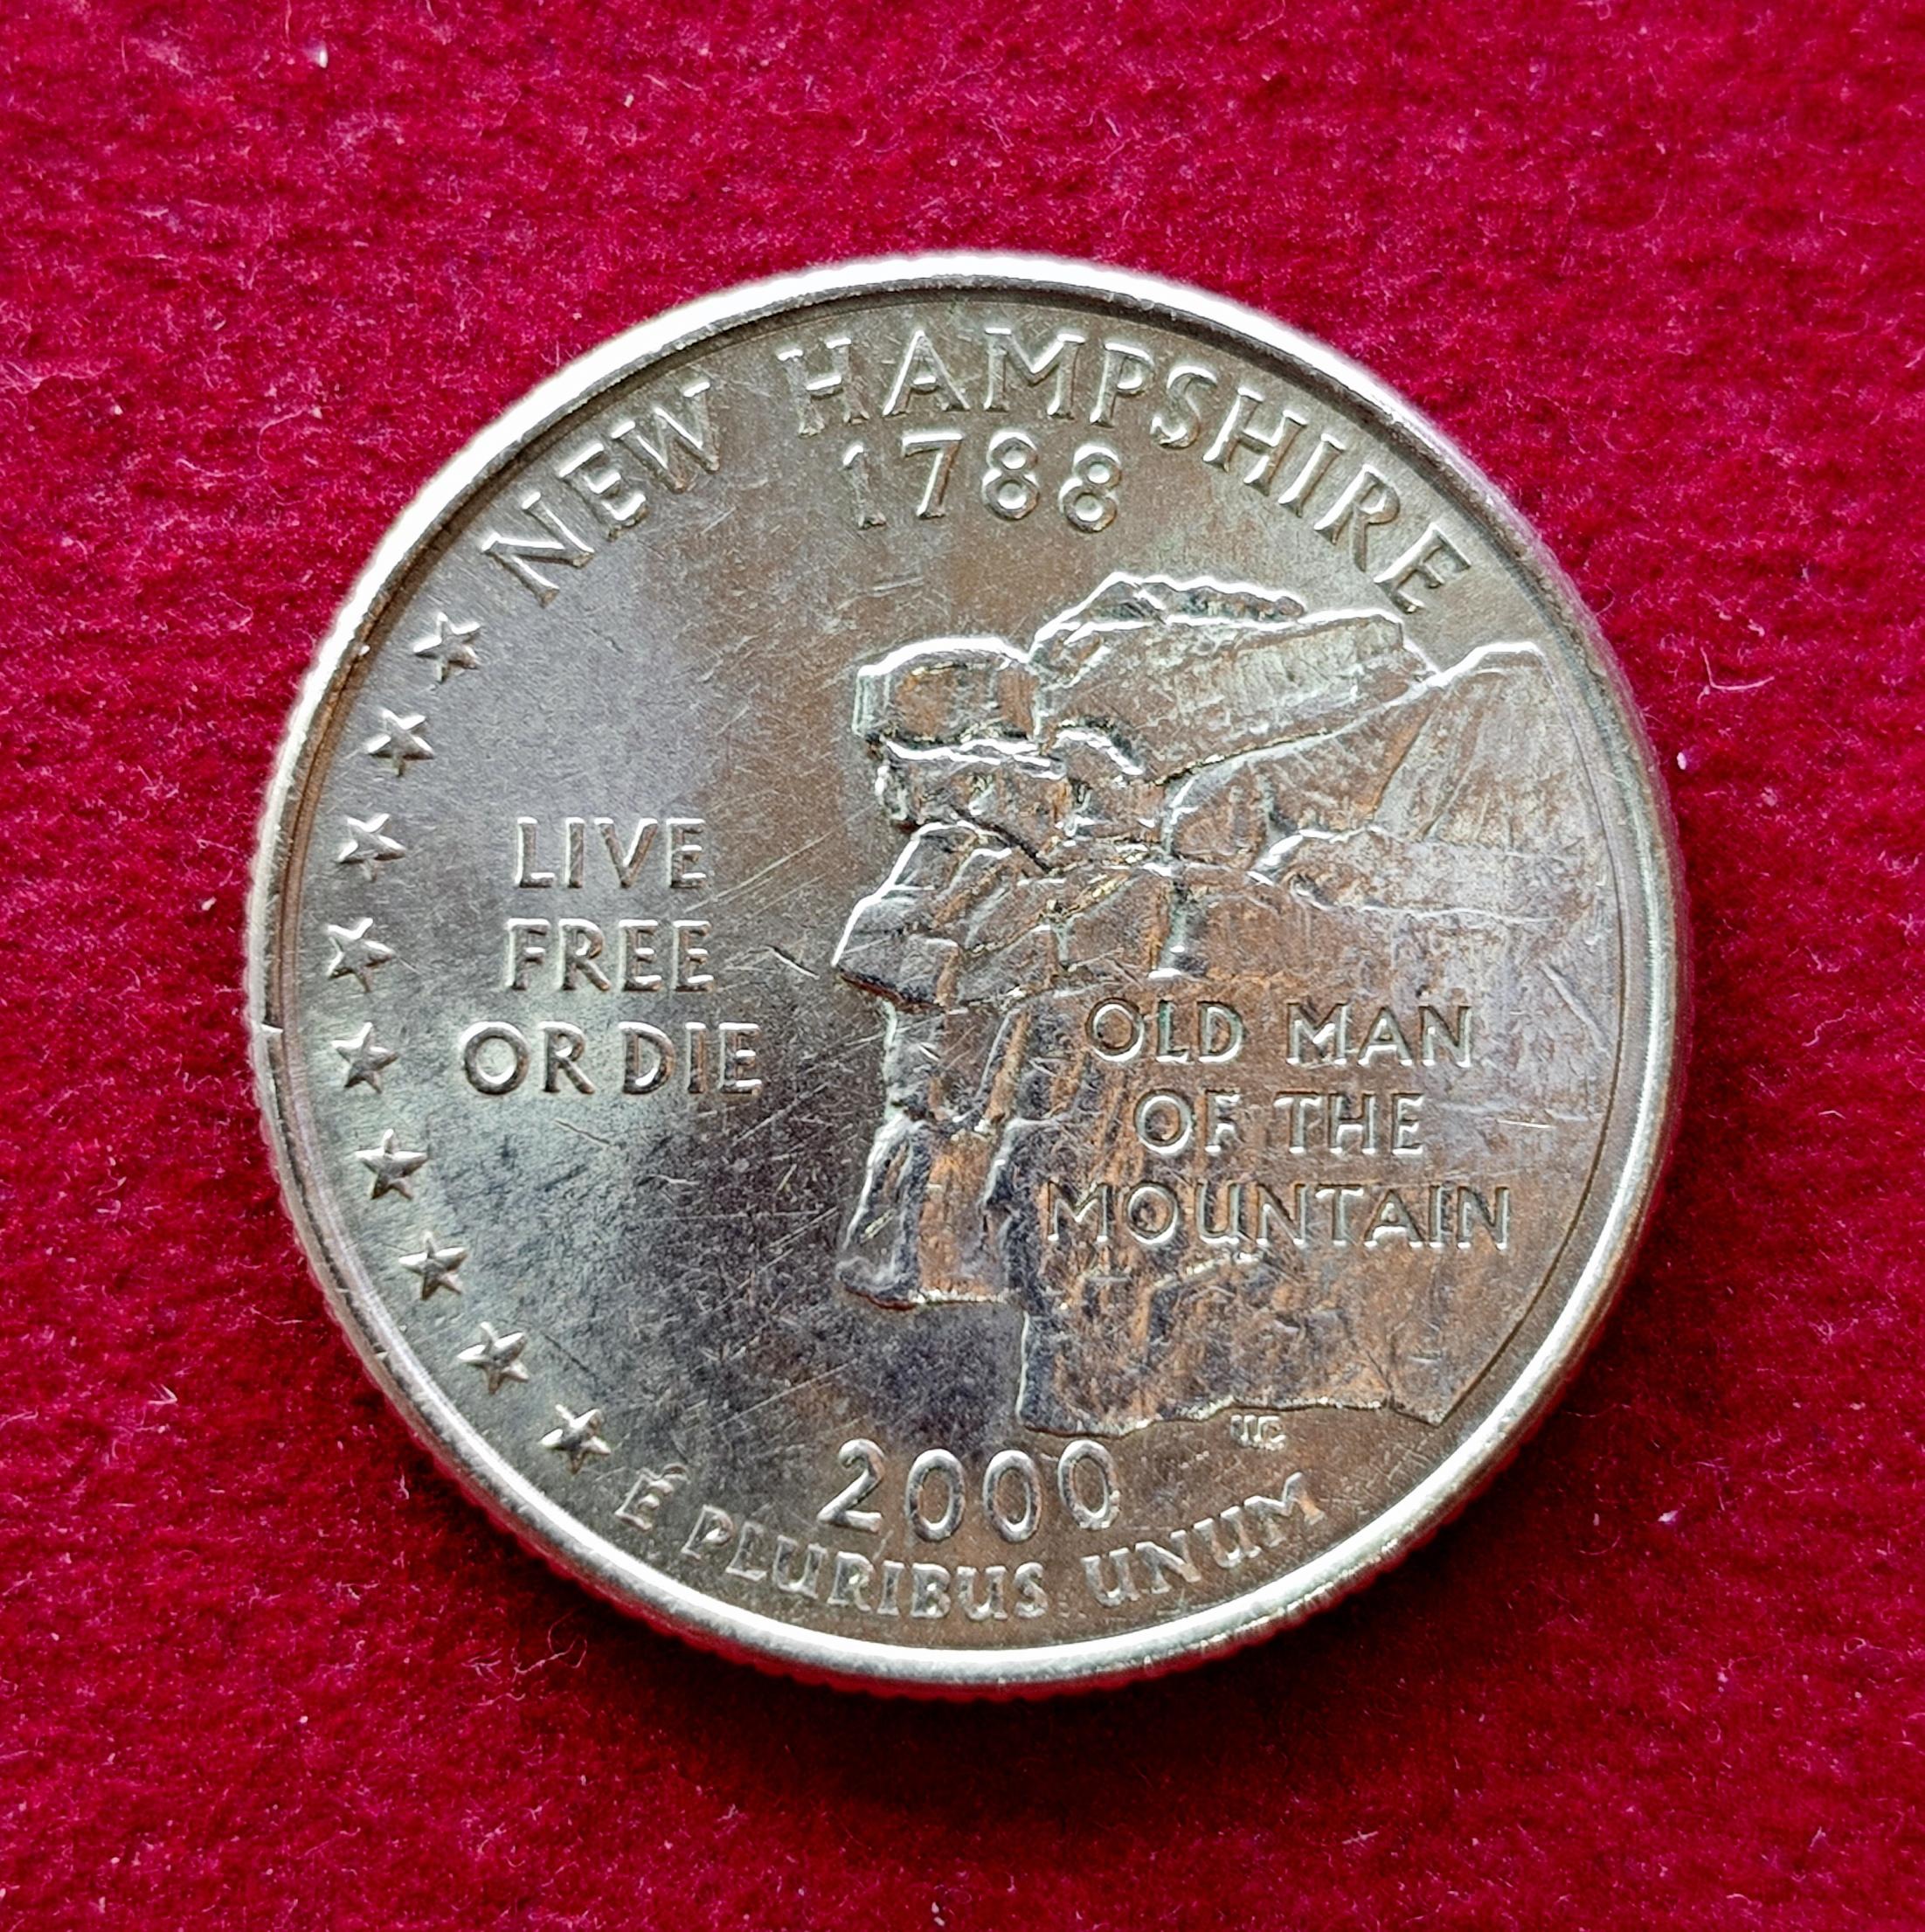 NEW HAMPSHIRE
1788
LIVE
FREE
OR DIE
OLD MAN
OF THE
MOUNTAIN
2000
E PLURIBUS UNUM